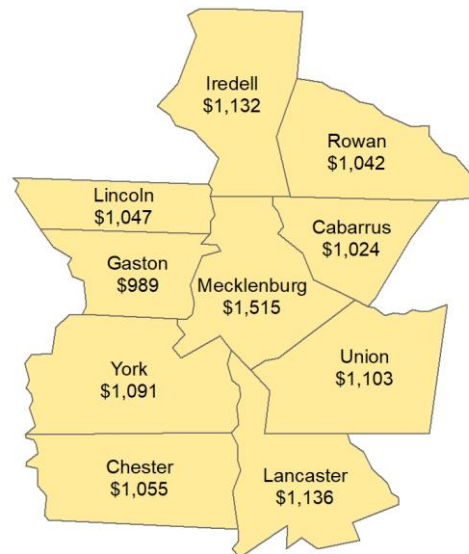 Iredell
$1,132
Rowan
$1,042
Lincoln
$1,047
Cabarrus
$1,024
Gaston
$989
Mecklenburg
$1,515
Union
$1,103
York
$1,091
Chester
$1,055
Lancaster
$1,136